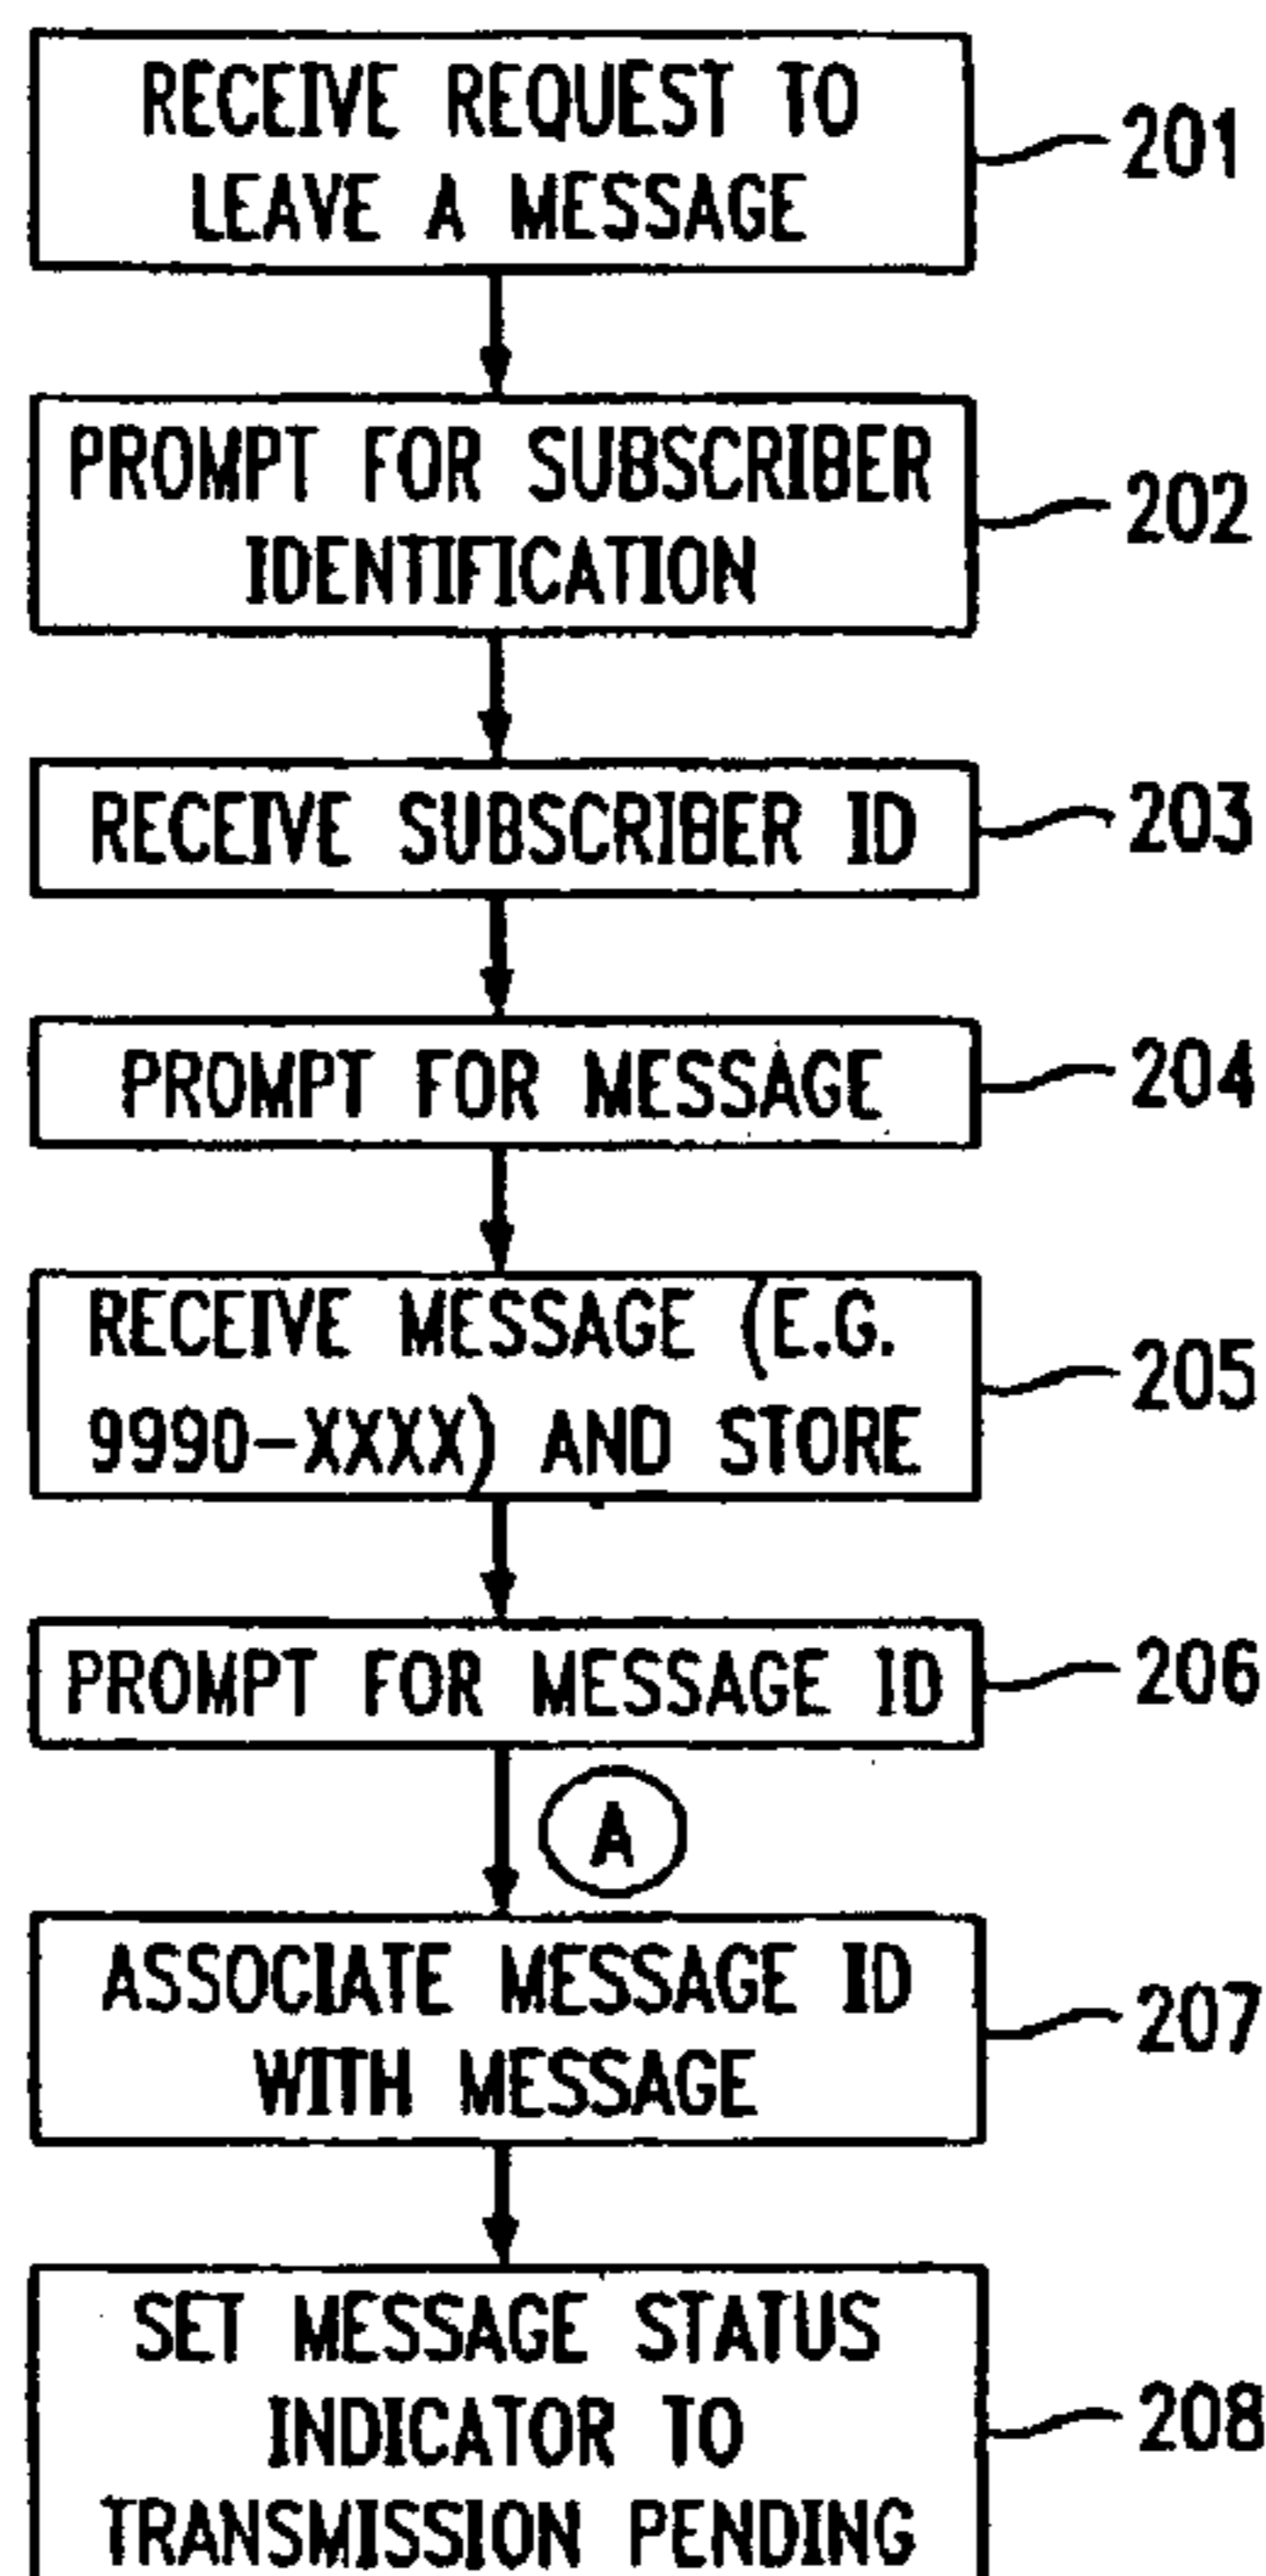 RECEIVE REQUEST TO
LEAVE A MESSAGE
201
PROMPT FOR SUBSCRIBER
IDENTIFICATION
202
RECEIVE SUBSCRIBER ID
203
PROMPT FOR MESSAGE
204
RECEIVE MESSAGE (E.G.
9990-XXXX) AND STORE
205
PROMPT FOR MESSAGE ID
206
A
ASSOCIATE MESSAGE ID
WITH MESSAGE
207
SET MESSAGE STATUS
INDICATOR TO
TRANSMISSION PENDING
208